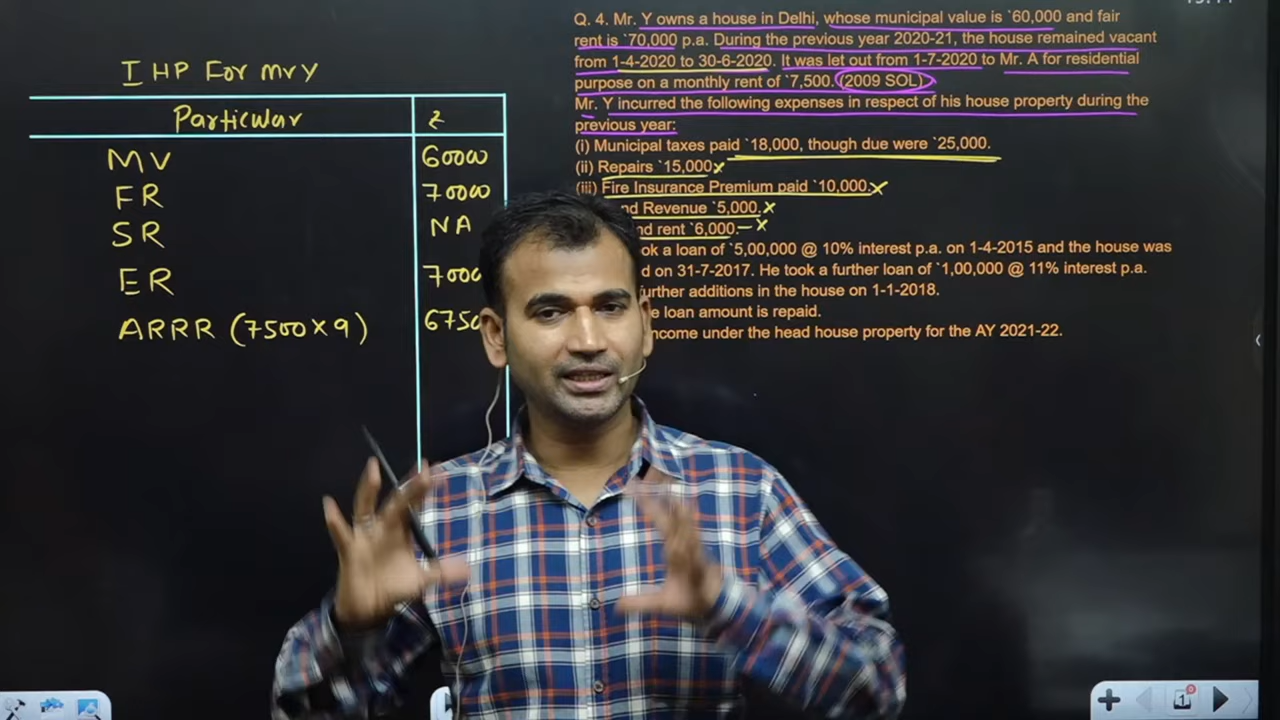 I HP For Mr Y
Particular ₹
MV 60000
FR 70000
SR NA
ER 7000
ARRR (7500×9) 6750
Q. 4. Mr. Y owns a house in Delhi, whose municipal value is `60,000 and fair
rent is `70,000 p.a. During the previous year 2020-21, the house remained vacant
from 1-4-2020 to 30-6-2020. It was let out from 1-7-2020 to Mr. A for residential
purpose on a monthly rent of `7,500. (2009 SOL)
Mr. Y incurred the following expenses in respect of his house property during the
previous year:
(i) Municipal taxes paid `18,000, though due were `25,000.
(ii) Repairs `15,000 x
(iii) Fire Insurance Premium paid `10,000. x
nd Revenue `5,000. x
nd rent `6,000. x
ok a loan of `5,00,000 @ 10% interest p.a. on 1-4-2015 and the house was
d on 31-7-2017. He took a further loan of `1,00,000 @ 11% interest p.a.
further additions in the house on 1-1-2018.
e loan amount is repaid.
ncome under the head house property for the AY 2021-22.